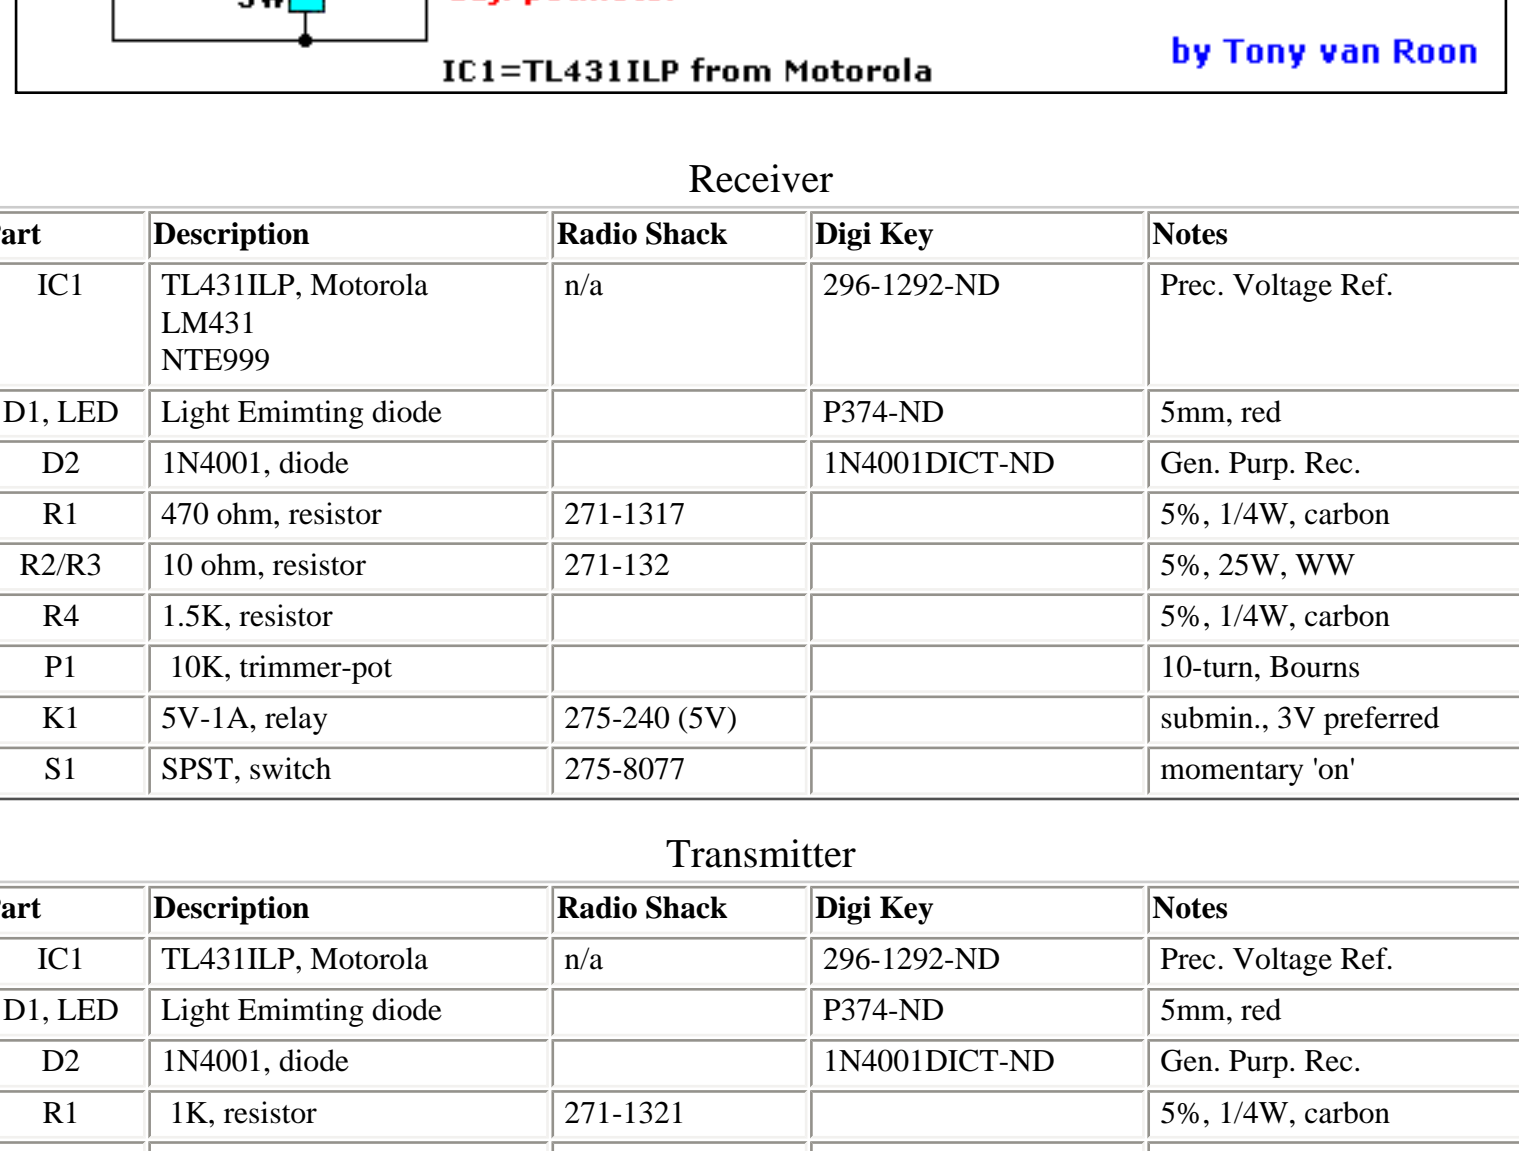 5W
IC1=TL431ILP from Motorola
by Tony van Roon
Receiver
Part Description Radio Shack Digi Key Notes
IC1 TL431ILP, Motorola n/a 296-1292-ND Prec. Voltage Ref.
LM431
NTE999
D1, LED Light Emimting diode P374-ND 5mm, red
D2 1N4001, diode 1N4001DICT-ND Gen. Purp. Rec.
R1 470 ohm, resistor 271-1317 5%, 1/4W, carbon
R2/R3 10 ohm, resistor 271-132 5%, 25W, WW
R4 1.5K, resistor 5%, 1/4W, carbon
P1 10K, trimmer-pot 10-turn, Bourns
K1 5V-1A, relay 275-240 (5V) submin., 3V preferred
S1 SPST, switch 275-8077 momentary 'on'
Transmitter
Part Description Radio Shack Digi Key Notes
IC1 TL431ILP, Motorola n/a 296-1292-ND Prec. Voltage Ref.
D1, LED Light Emimting diode P374-ND 5mm, red
D2 1N4001, diode 1N4001DICT-ND Gen. Purp. Rec.
R1 1K, resistor 271-1321 5%, 1/4W, carbon